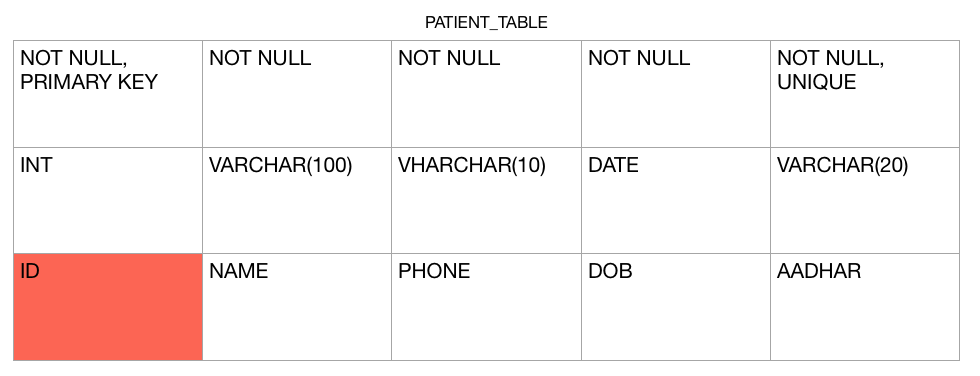 PATIENT_TABLE
NOT NULL,
PRIMARY KEY
NOT NULL
NOT NULL
NOT NULL
NOT NULL,
UNIQUE
INT
VARCHAR(100)
VHARCHAR(10)
DATE
VARCHAR(20)
ID
NAME
PHONE
DOB
AADHAR